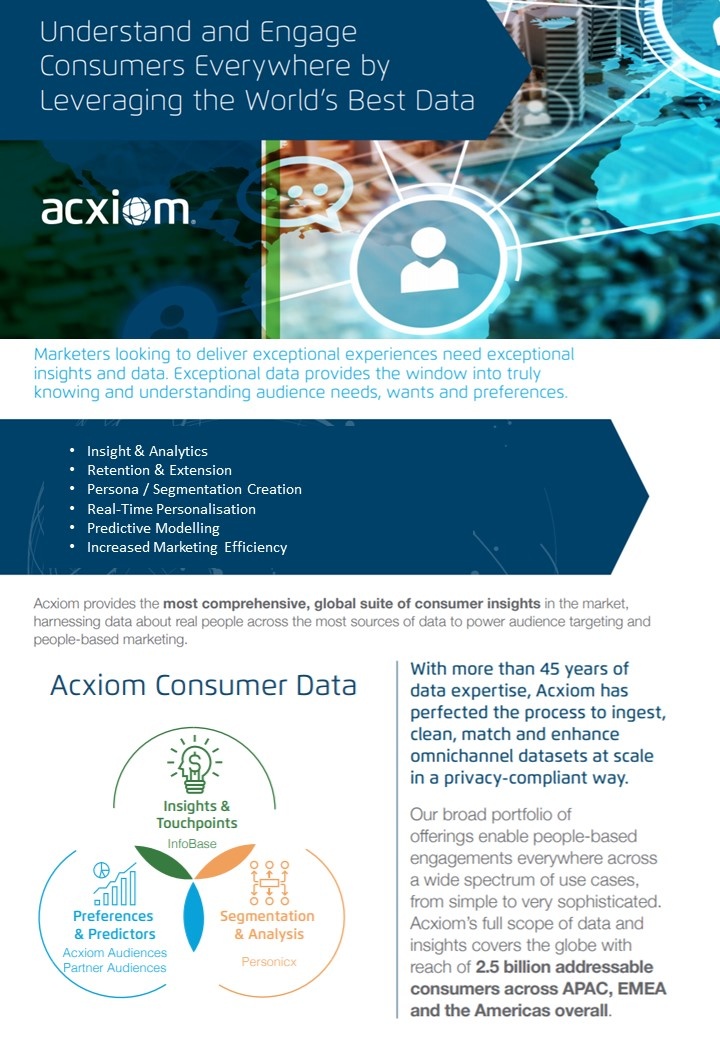 Understand and Engage
Consumers Everywhere by
Leveraging the World's Best Data
acxiom.
Marketers looking to deliver exceptional experiences need exceptional
insights and data. Exceptional data provides the window into truly
knowing and understanding audience needs, wants and preferences.
• Insight & Analytics
• Retention & Extension
• Persona / Segmentation Creation
• Real-Time Personalisation
• Predictive Modelling
• Increased Marketing Efficiency
Acxiom provides the most comprehensive, global suite of consumer insights in the market,
harnessing data about real people across the most sources of data to power audience targeting and
people-based marketing.
Acxiom Consumer Data
Insights &
Touchpoints
InfoBase
Preferences
& Predictors
Acxiom Audiences
Partner Audiences
Segmentation
& Analysis
Personicx
With more than 45 years of
data expertise, Acxiom has
perfected the process to ingest,
clean, match and enhance
omnichannel datasets at scale
in a privacy-compliant way.
Our broad portfolio of
offerings enable people-based
engagements everywhere across
a wide spectrum of use cases,
from simple to very sophisticated.
Acxiom's full scope of data and
insights covers the globe with
reach of 2.5 billion addressable
consumers across APAC, EMEA
and the Americas overall.